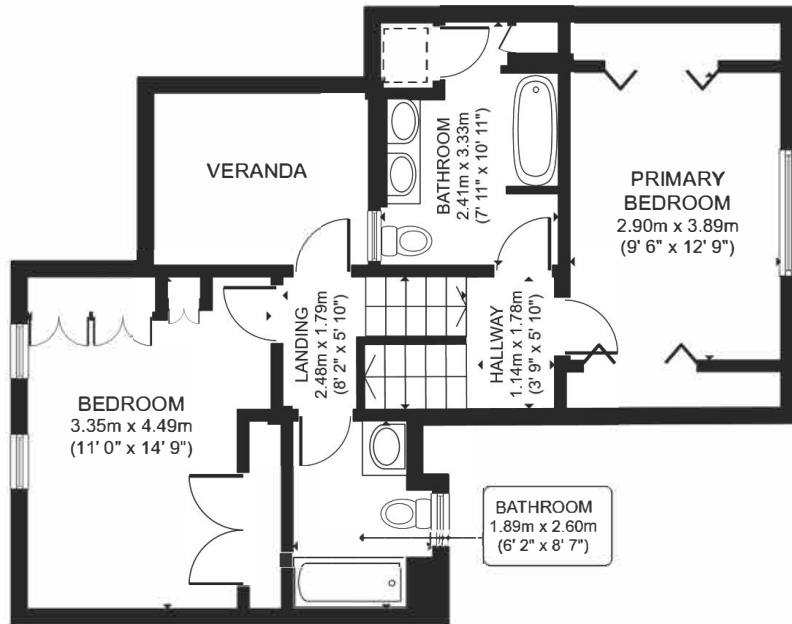 VERANDA
BATHROOM
2.41m x 3.33m
(7' 11" x 10' 11")
PRIMARY
BEDROOM
2.90m x 3.89m
(9' 6" x 12' 9")
LANDING
2.48m x 1.79m
(8' 2" x 5' 10")
HALLWAY
1.14m x 1.78m
(3' 9" x 5' 10")
BEDROOM
3.35m x 4.49m
(11' 0" x 14' 9")
BATHROOM
1.89m x 2.60m
(6' 2" x 8' 7")